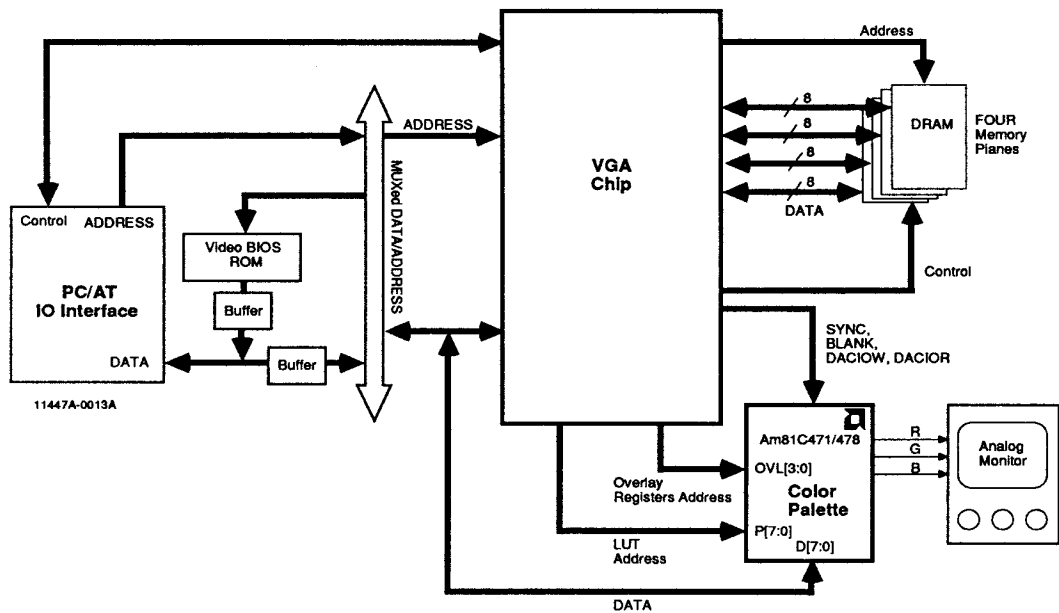 Address
8
8
8
8
DATA
DRAM
FOUR
Memory
Planes
Control
ADDRESS
VGA
Chip
MUXed DATA/ADDRESS
Control
ADDRESS
PC/AT
IO Interface
DATA
Video BIOS
ROM
Buffer
Buffer
11447A-0013A
SYNC,
BLANK,
DACIOW, DACIOR
Am81C471/478
OVL[3:0]
Color
Palette
P[7:0]
D[7:0]
R
G
B
Analog
Monitor
Overlay
Registers Address
LUT
Address
DATA